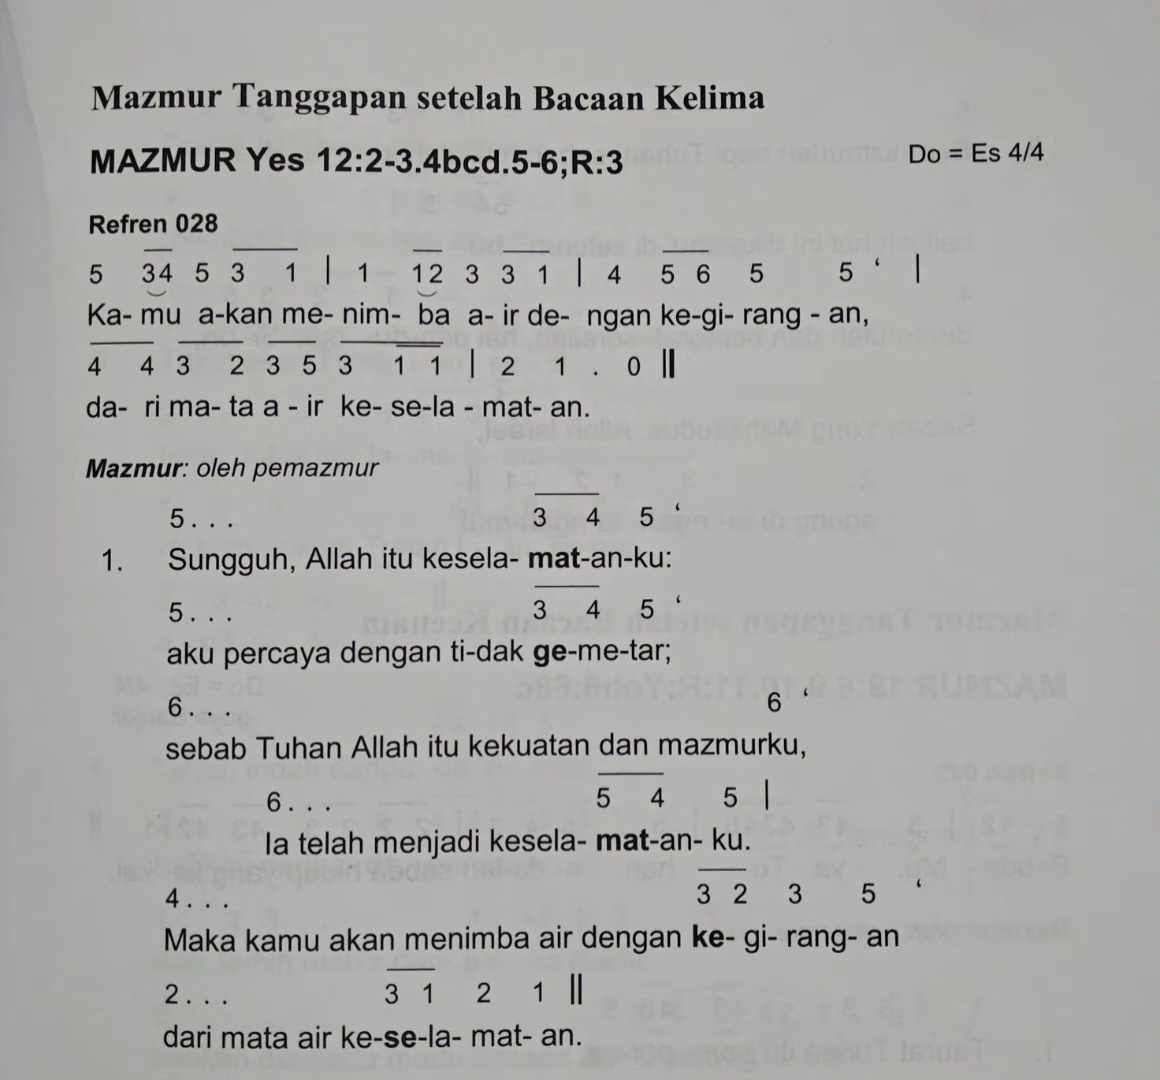 Mazmur Tanggapan setelah Bacaan Kelima
MAZMUR Yes 12:2-3.4bcd.5-6;R:3
Do = Es 4/4
Refren 028
5 34 5 3 1 | 1 12 3 3 1 | 4 5 6 5 5 ‘ |
Ka- mu a-kan me- nim- ba a- ir de- ngan ke-gi- rang - an,
4 4 3 2 3 5 3 1 1 | 2 1 . 0 ||
da- ri ma- ta a - ir ke- se-la - mat- an.
Mazmur: oleh pemazmur
5. . . 3 4 5 ‘
1. Sungguh, Allah itu kesela- mat-an-ku:
5. . . 3 4 5 ‘
aku percaya dengan ti-dak ge-me-tar;
6. . . 6 ‘
sebab Tuhan Allah itu kekuatan dan mazmurku,
6. . . 5 4 5 |
Ia telah menjadi kesela- mat-an- ku.
4. . . 3 2 3 5 ‘
Maka kamu akan menimba air dengan ke- gi- rang- an
2. . . 3 1 2 1 ||
dari mata air ke-se-la- mat- an.